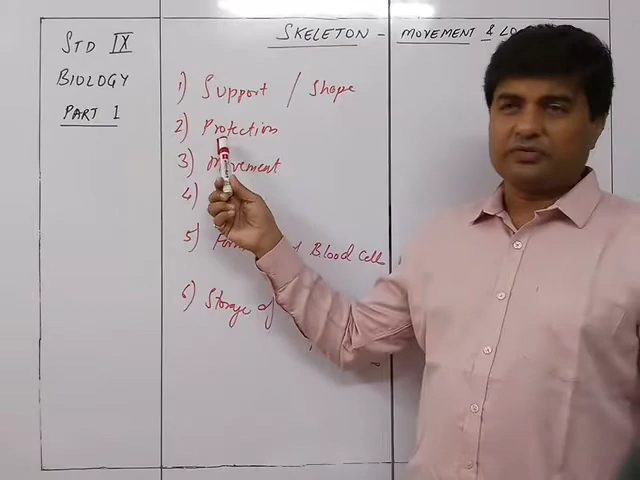 STD IX
BIOLOGY
PART 1
SKELETON - MOVEMENT &
1) Support / Shape
2) Protection
3) Movement
4)
5) Blood Cells
6) Storage of